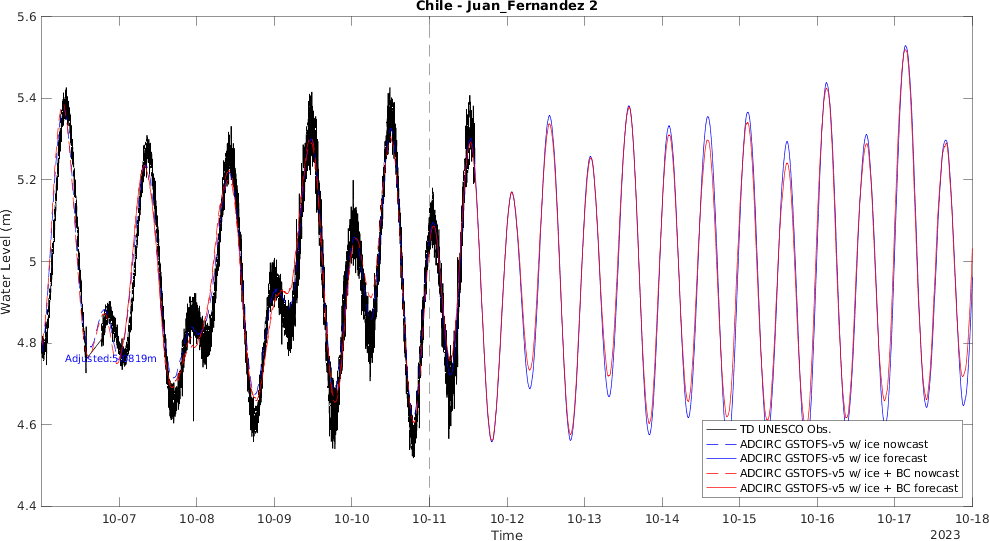 Chile - Juan_Fernandez 2
5.6
5.4
5.2
5
4.8
4.6
4.4
Water Level (m)
TD UNESCO Obs.
ADCIRC GSTOFS-v5 w/ ice nowcast
ADCIRC GSTOFS-v5 w/ ice forecast
ADCIRC GSTOFS-v5 w/ ice + BC nowcast
ADCIRC GSTOFS-v5 w/ ice + BC forecast
10-07 10-08 10-09 10-10 10-11 10-12 10-13 10-14 10-15 10-16 10-17 10-18
Time
2023